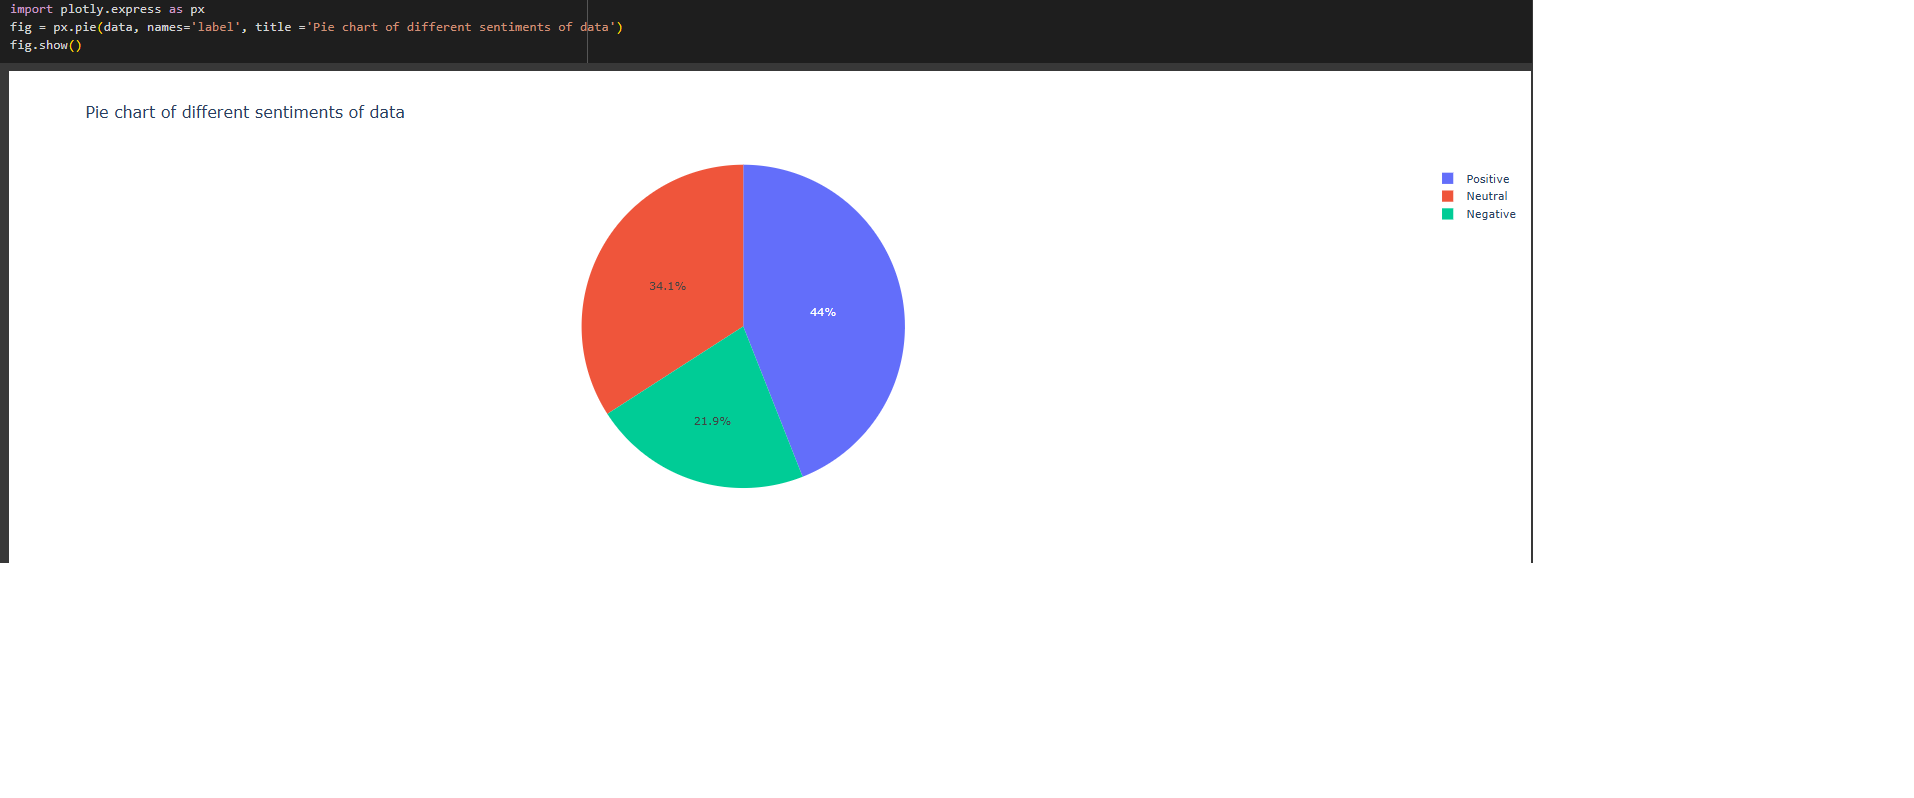 import plotly.express as px
fig = px.pie(data, names='label', title ='Pie chart of different sentiments of data')
fig.show()
Pie chart of different sentiments of data
Positive
Neutral
Negative
34.1%
44%
21.9%